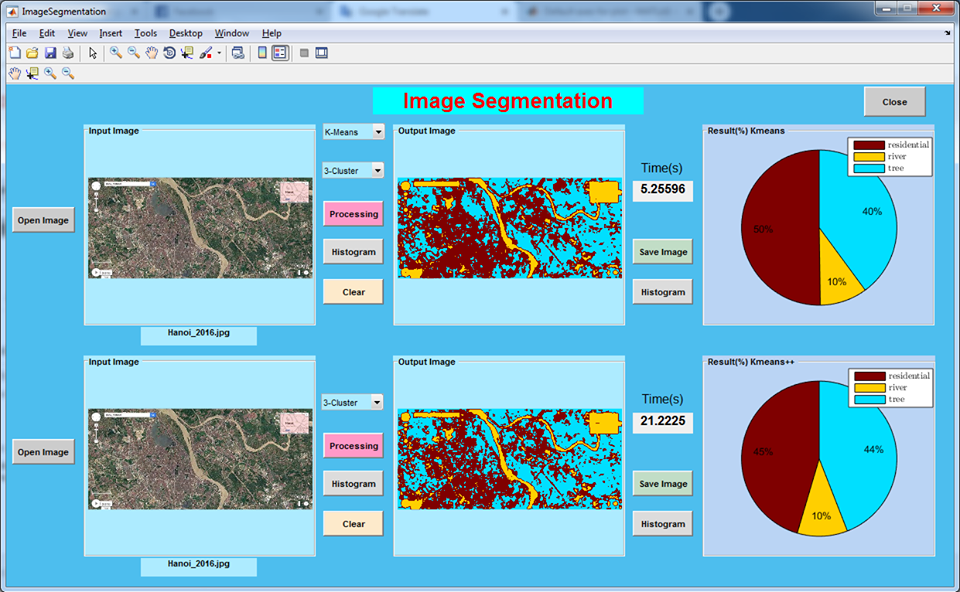 ImageSegmentation
File Edit View Insert Tools Desktop Window Help
Image Segmentation
Close
Input Image
K-Means
Output Image
Result(%) Kmeans
residential
river
tree
3-Cluster
Time(s)
5.25596
Open Image
Processing
Histogram
Save Image
Clear
Histogram
50%
40%
10%
Hanoi_2016.jpg
Input Image
Output Image
Result(%) Kmeans++
residential
river
tree
3-Cluster
Time(s)
21.2225
Open Image
Processing
Histogram
Save Image
Clear
Histogram
45%
44%
10%
Hanoi_2016.jpg